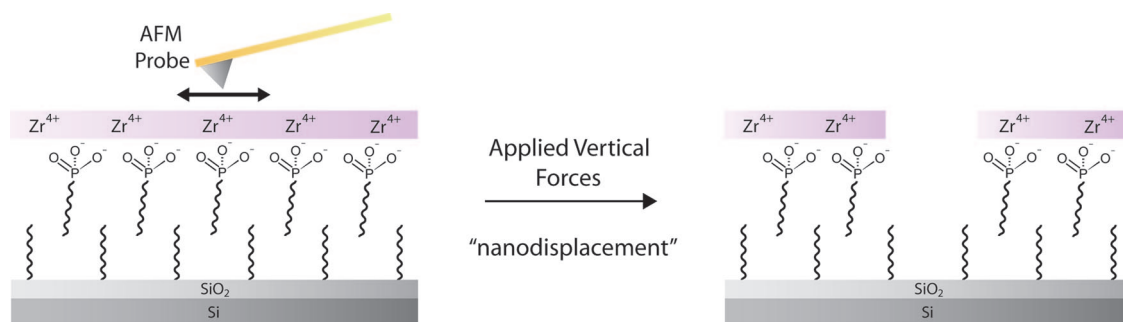 AFM
Probe
Zr⁴⁺ Zr⁴⁺ Zr⁴⁺ Zr⁴⁺ Zr⁴⁺
O⁻ O⁻ O⁻ O⁻ O⁻
O P O⁻ O P O⁻ O P O⁻ O P O⁻ O P O⁻
SiO₂
Si
Applied Vertical
Forces
“nanodisplacement”
Zr⁴⁺ Zr⁴⁺ Zr⁴⁺ Zr⁴⁺
O⁻ O⁻ O⁻ O⁻
O P O⁻ O P O⁻ O P O⁻ O P O⁻
SiO₂
Si